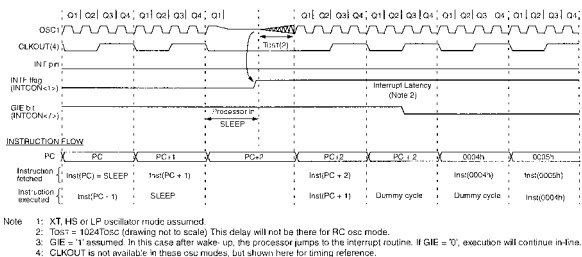 Q1 Q2 Q3 Q4 Q1 Q2 Q3 Q4 Q1 Q1 Q2 Q3 Q4 Q1 Q2 Q3 Q4 Q1 Q2 Q3 Q4 Q1 Q2 Q3 Q4
OSC1
CLKOUT(4)
TOST(2)
INT pin
INTF flag
(INTCON<1>)
Interrupt Latency
(Note 2)
GIE bit
(INTCON<7>)
Processor in
SLEEP
INSTRUCTION FLOW
PC PC PC+1 PC+2 PC+2 PC + 2 0004h 0005h
Instruction
fetched
Inst(PC) = SLEEP Inst(PC + 1) Inst(PC + 2) Inst(0004h) Inst(0005h)
Instruction
executed
Inst(PC - 1) SLEEP Inst(PC + 1) Dummy cycle Dummy cycle Inst(0004h)
Note 1: XT, HS or LP oscillator mode assumed.
2: TOST = 1024TOSC (drawing not to scale) This delay will not be there for RC osc mode.
3: GIE = '1' assumed. In this case after wake- up, the processor jumps to the interrupt routine. If GIE = '0', execution will continue in-line.
4: CLKOUT is not available in these osc modes, but shown here for timing reference.